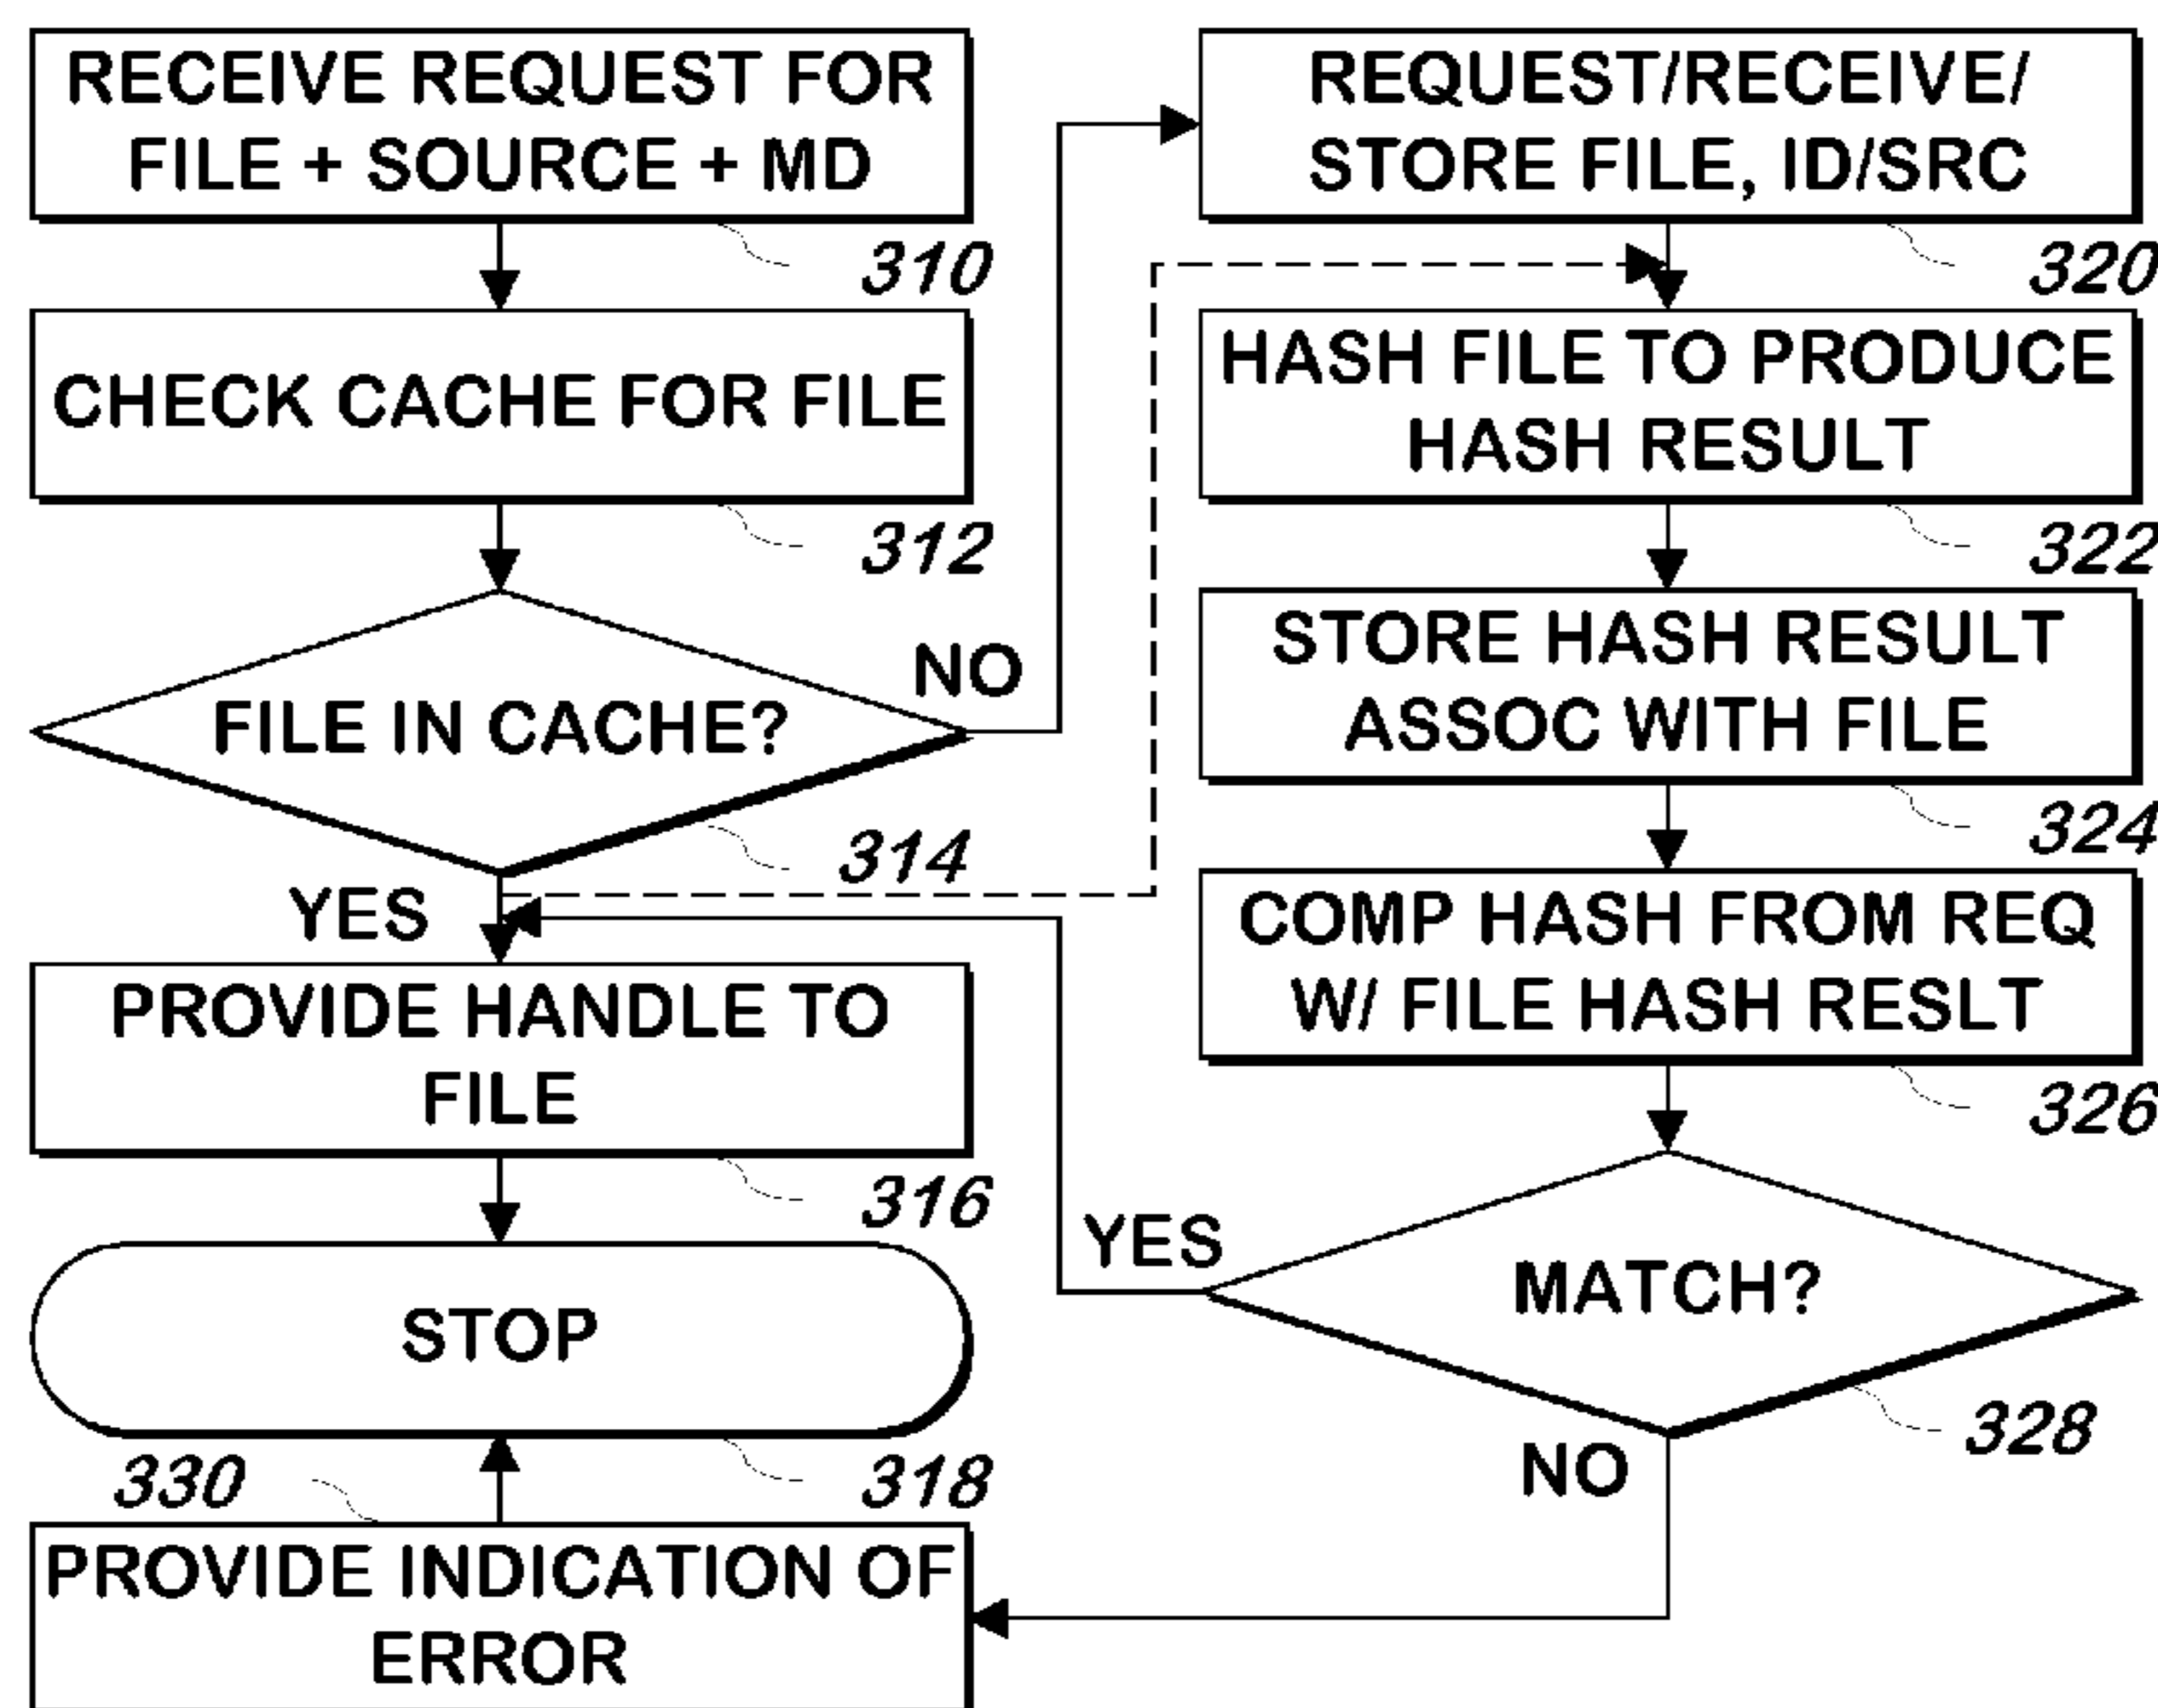 RECEIVE REQUEST FOR
FILE + SOURCE + MD
310
CHECK CACHE FOR FILE
312
FILE IN CACHE?
NO
314
YES
PROVIDE HANDLE TO
FILE
316
STOP
318
330
PROVIDE INDICATION OF
ERROR
REQUEST/RECEIVE/
STORE FILE, ID/SRC
320
HASH FILE TO PRODUCE
HASH RESULT
322
STORE HASH RESULT
ASSOC WITH FILE
324
COMP HASH FROM REQ
W/ FILE HASH RESLT
326
YES
MATCH?
328
NO